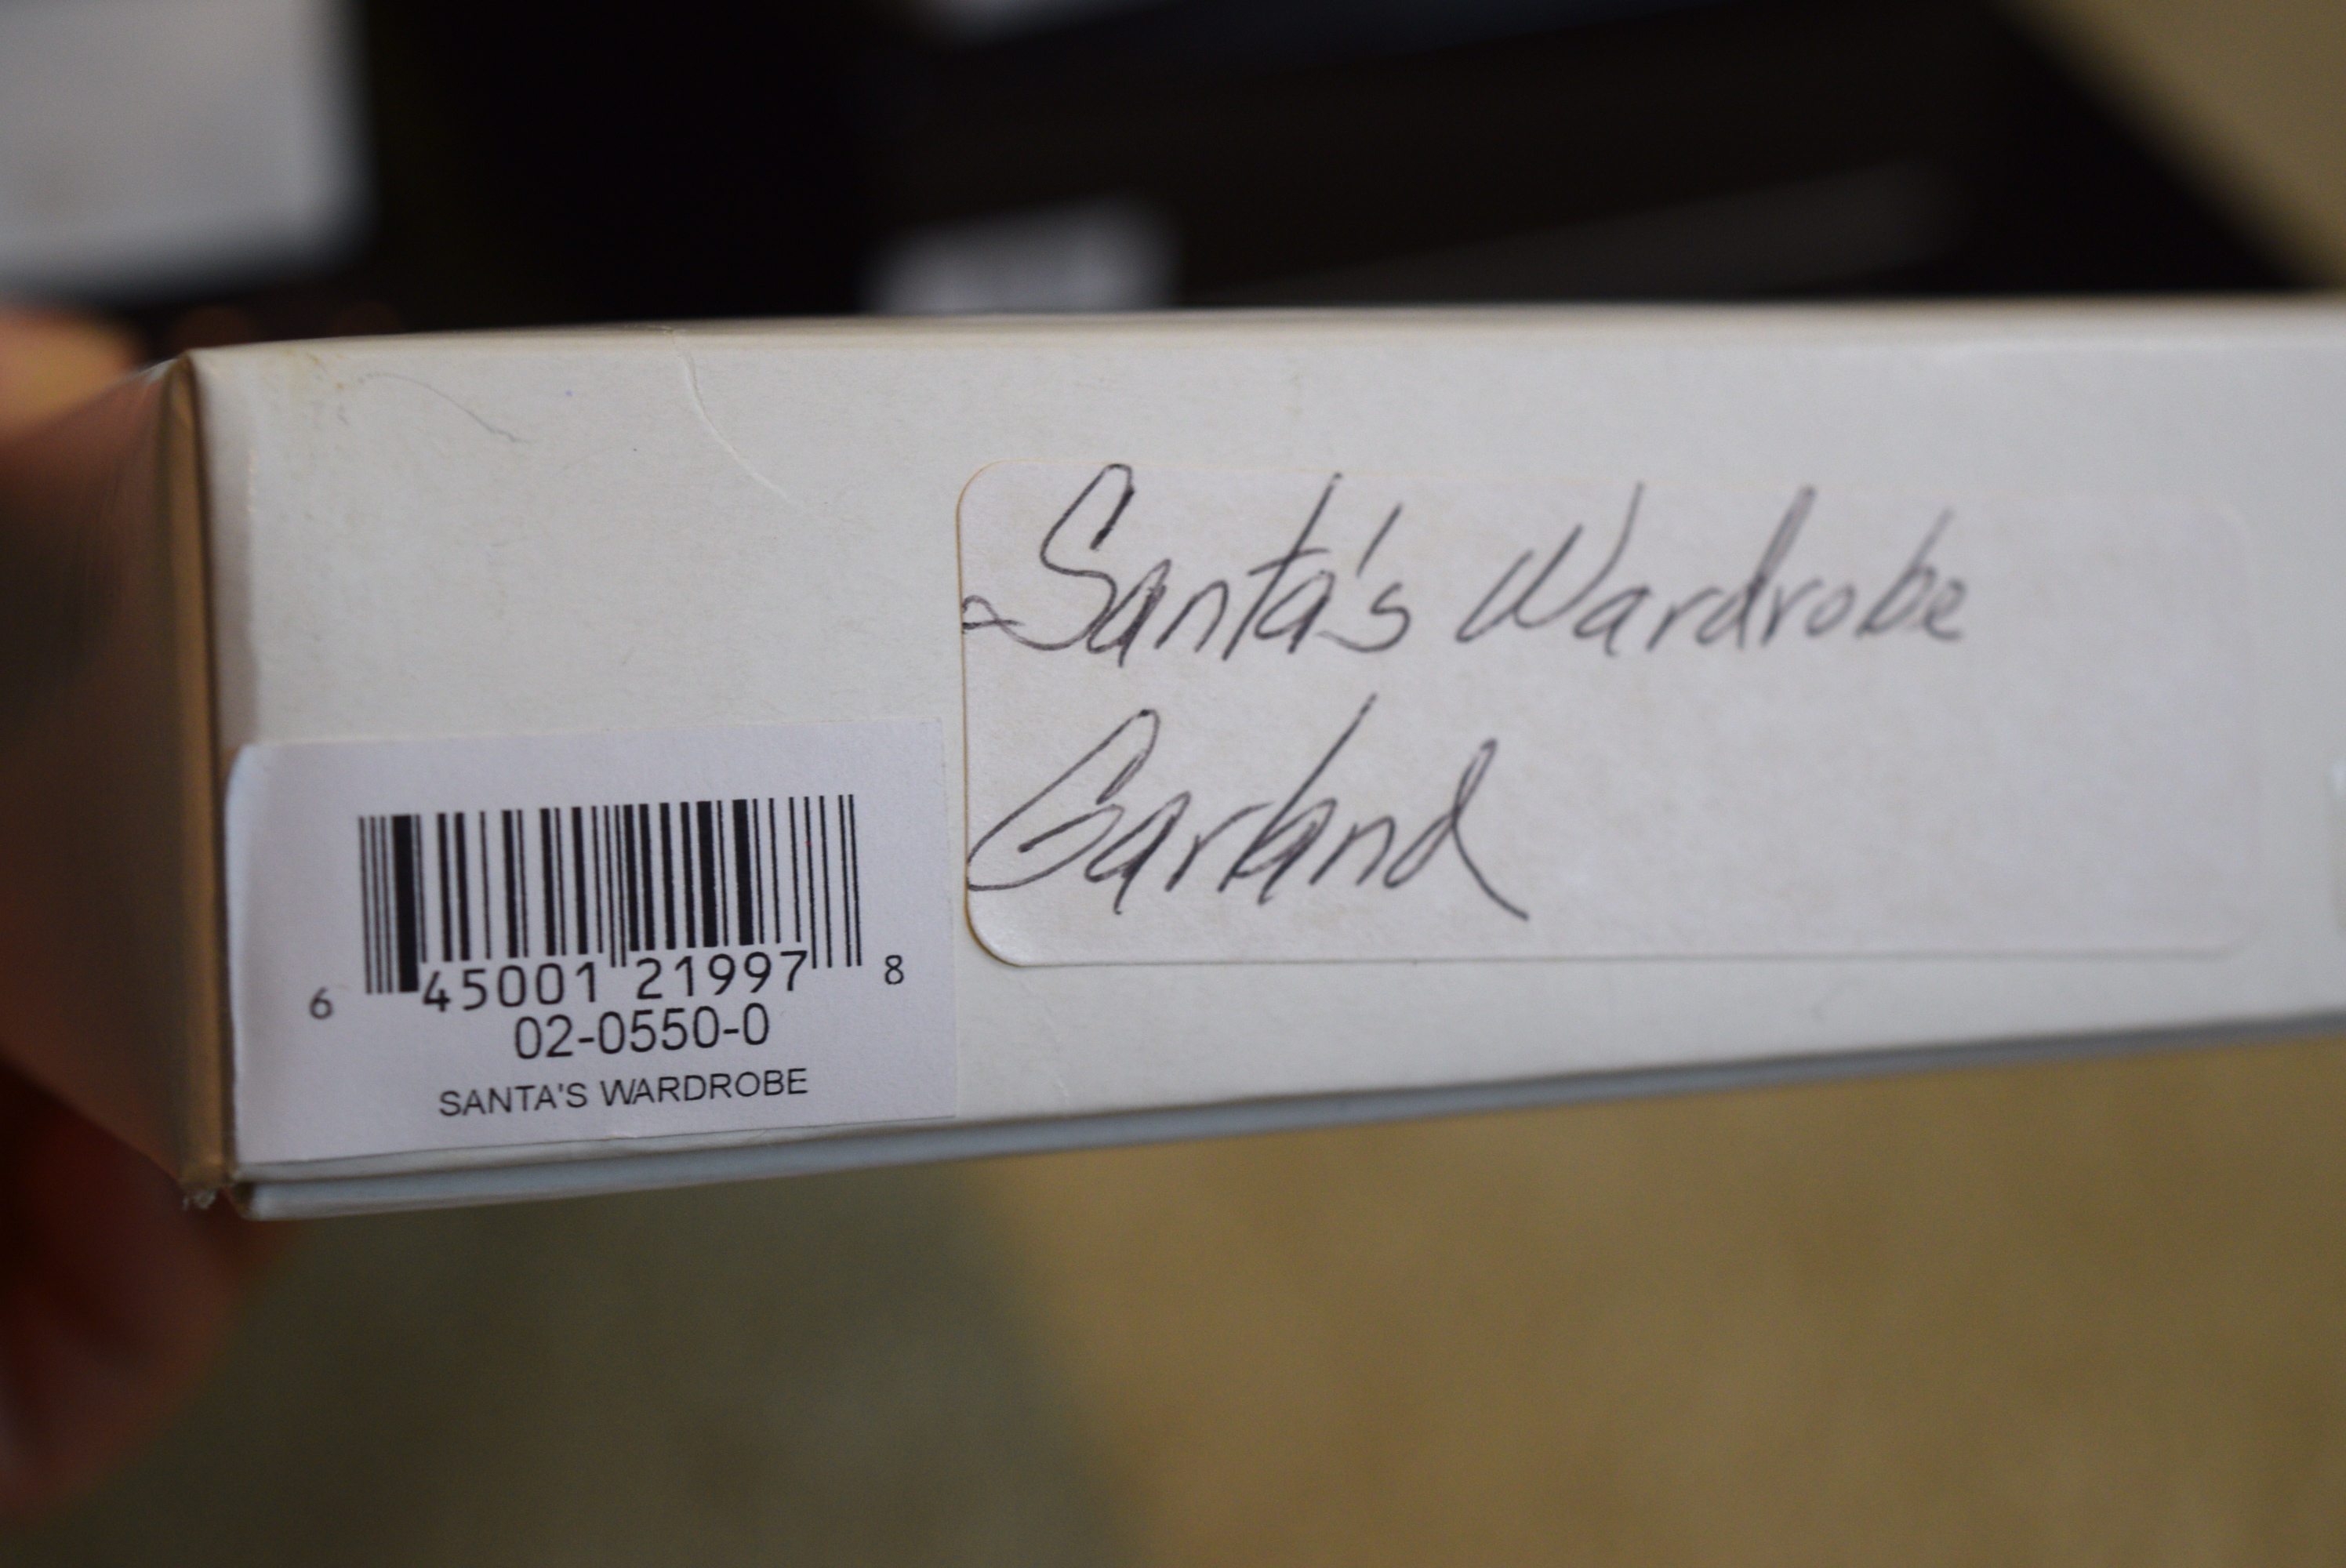 Santa's Wardrobe
Garland
6 45001 21997 8
02-0550-0
SANTA'S WARDROBE